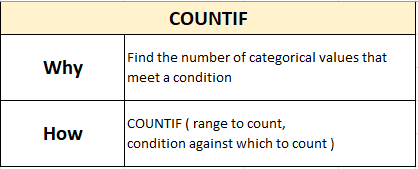 COUNTIF
Why
Find the number of categorical values that
meet a condition
How
COUNTIF ( range to count,
condition against which to count )